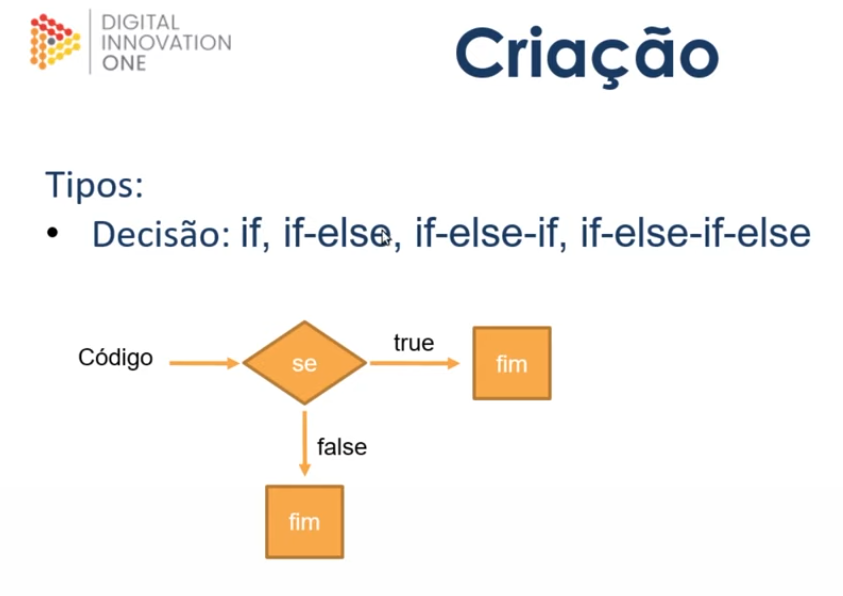 DIGITAL
INNOVATION
ONE
Criação
Tipos:
• Decisão: if, if-else, if-else-if, if-else-if-else
Código
se
true
fim
false
fim